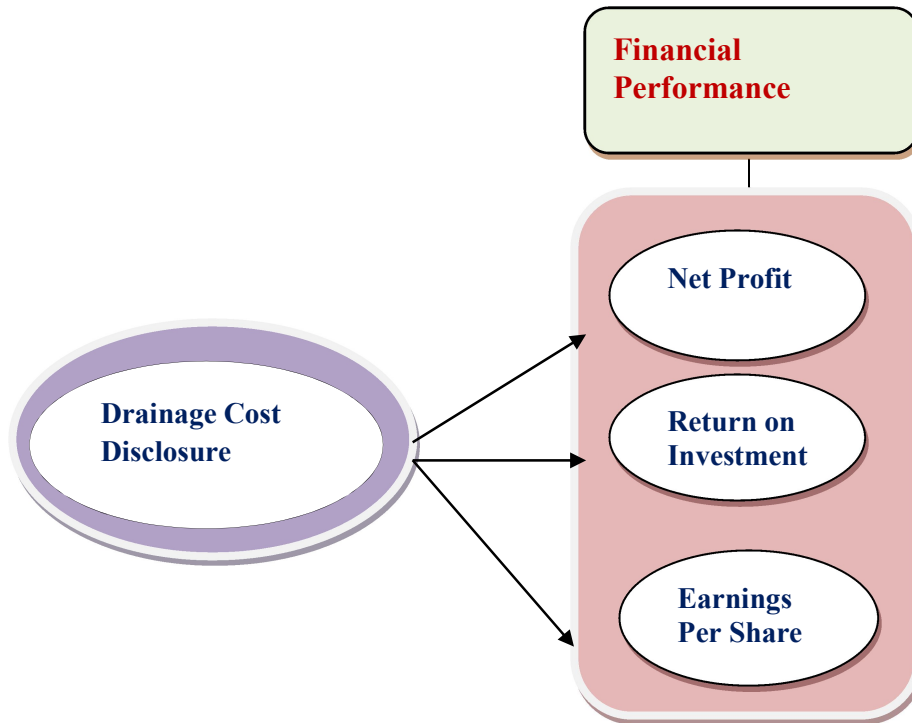 Financial
Performance
Net Profit
Drainage Cost
Disclosure
Return on
Investment
Earnings
Per Share